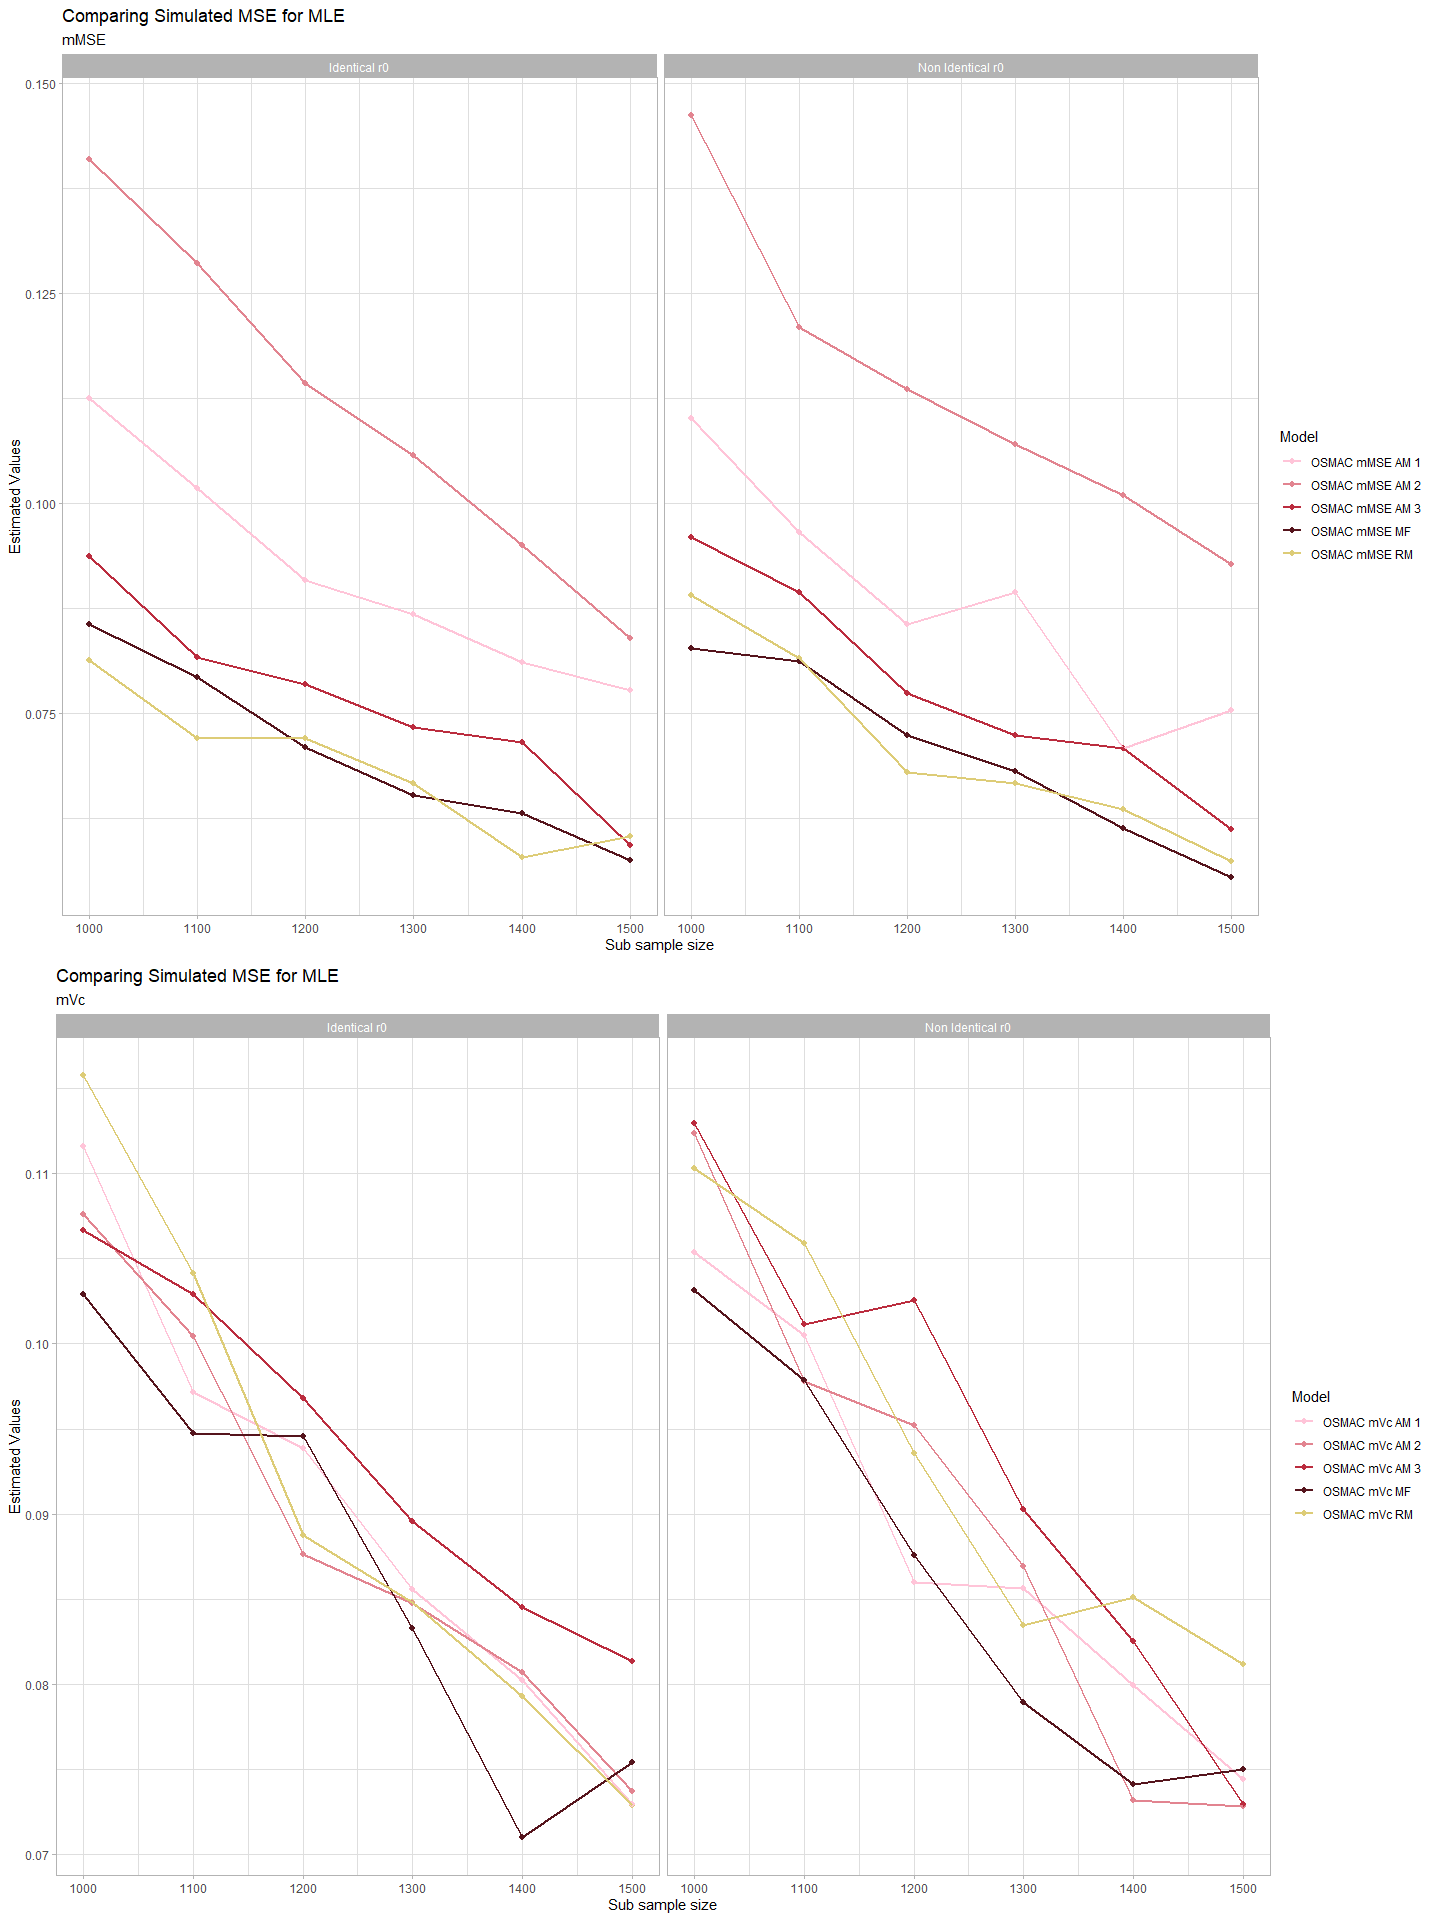 Comparing Simulated MSE for MLE
mMSE
Identical r0
Non Identical r0
0.150
0.125
0.100
0.075
Estimated Values
1000 1100 1200 1300 1400 1500
1000 1100 1200 1300 1400 1500
Sub sample size
Model
OSMAC mMSE AM 1
OSMAC mMSE AM 2
OSMAC mMSE AM 3
OSMAC mMSE MF
OSMAC mMSE RM
Comparing Simulated MSE for MLE
mVc
Identical r0
Non Identical r0
0.11
0.10
0.09
0.08
0.07
Estimated Values
1000 1100 1200 1300 1400 1500
1000 1100 1200 1300 1400 1500
Sub sample size
Model
OSMAC mVc AM 1
OSMAC mVc AM 2
OSMAC mVc AM 3
OSMAC mVc MF
OSMAC mVc RM